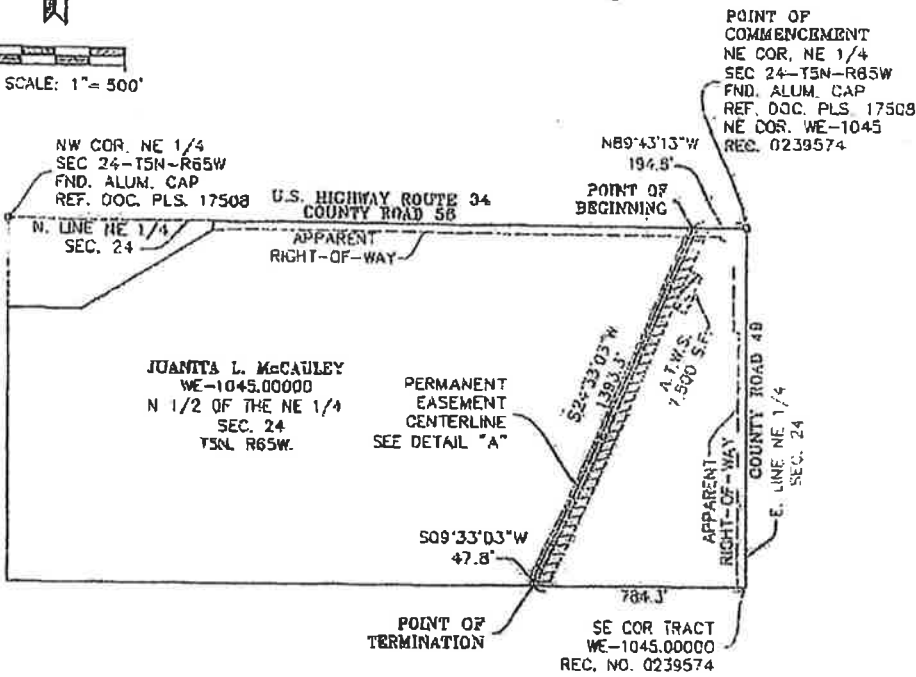 SCALE: 1"= 500'
POINT OF
COMMENCEMENT
NE COR, NE 1/4
SEC 24-T5N-R65W
FND. ALUM. CAP
REF. DOC. PLS. 17508
NE COR. WE-1045
REC. 0239574
NW COR. NE 1/4
SEC 24-T5N-R65W
FND. ALUM. CAP
REF. DOC. PLS. 17508
N89°43'13"W
194.8'
POINT OF
BEGINNING
U.S. HIGHWAY ROUTE 34
COUNTY ROAD 58
N. LINE NE 1/4
SEC. 24
APPARENT
RIGHT-OF-WAY
JUANITA L. McCAULEY
WE-1045.00000
N 1/2 OF THE NE 1/4
SEC. 24
T5N, R65W.
PERMANENT
EASEMENT
CENTERLINE
SEE DETAIL "A"
S24°33'03"W
1393.3'
A.T.W.S.
7,500 S.F.
COUNTY ROAD 49
E. LINE NE 1/4
SEC. 24
APPARENT
RIGHT-OF-WAY
S09°33'03"W
47.8'
784.3'
POINT OF
TERMINATION
SE COR TRACT
WE-1045.00000
REC. NO. 0239574